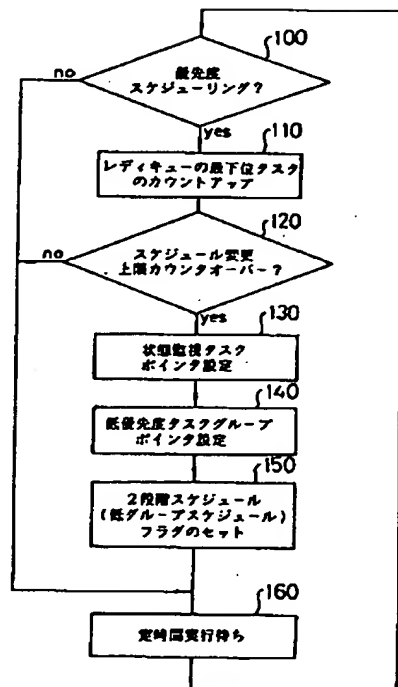 100
優先度
スケジューリング?
no
yes
110
レディキューの最下位タスク
のカウントアップ
120
スケジュール変更
上限カウンタオーバー?
no
yes
130
状態監視タスク
ポインタ設定
140
低優先度タスクグループ
ポインタ設定
150
2段階スケジュール
(低グループスケジュール)
フラグのセット
160
定時間実行待ち